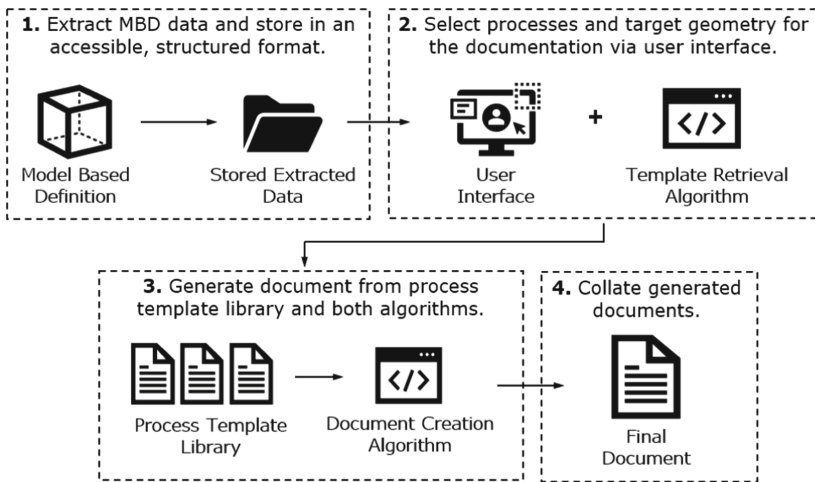 1. Extract MBD data and store in an
accessible, structured format.
Model Based
Definition
Stored Extracted
Data
2. Select processes and target geometry for
the documentation via user interface.
User
Interface
+
</>
Template Retrieval
Algorithm
3. Generate document from process
template library and both algorithms.
Process Template
Library
</>
Document Creation
Algorithm
4. Collate generated
documents.
Final
Document